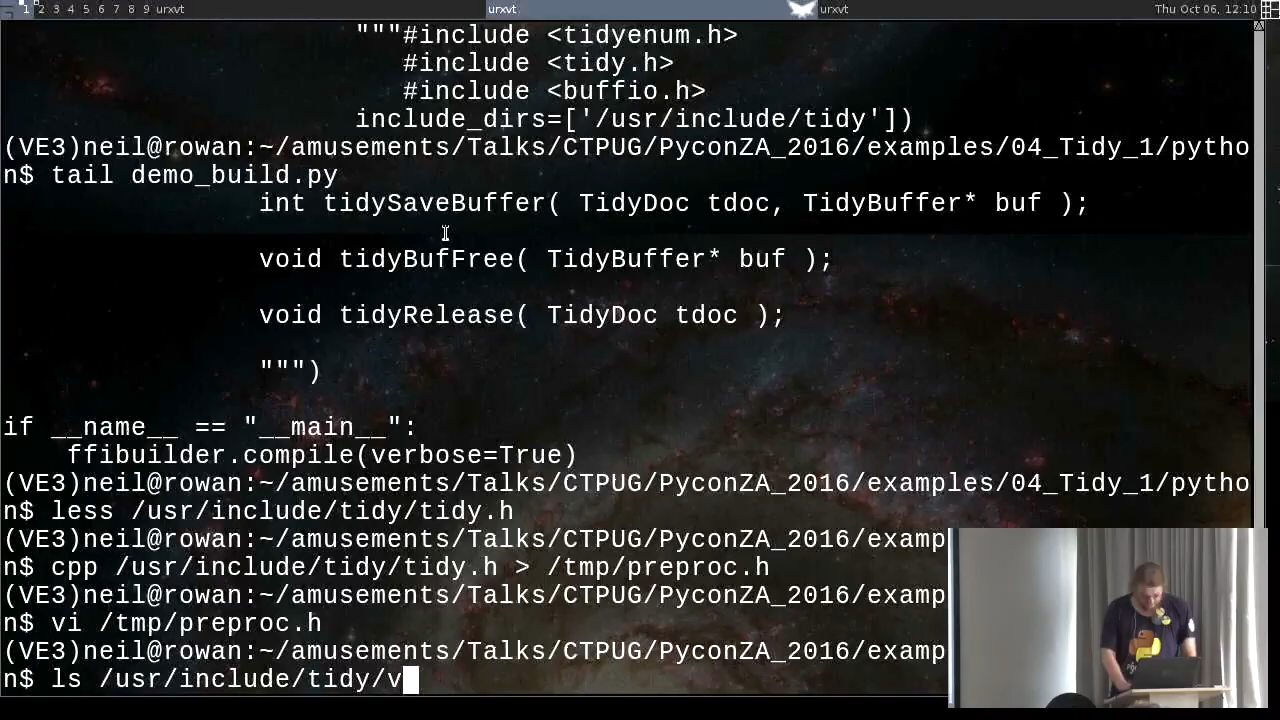 1 2 3 4 5 6 7 8 9 urxvt urxvt urxvt Thu Oct 06, 12:10
"""#include <tidyenum.h>
#include <tidy.h>
#include <buffio.h>
include_dirs=['/usr/include/tidy'])
(VE3)neil@rowan:~/amusements/Talks/CTPUG/PyconZA_2016/examples/04_Tidy_1/pytho
n$ tail demo_build.py
int tidySaveBuffer( TidyDoc tdoc, TidyBuffer* buf );
void tidyBufFree( TidyBuffer* buf );
void tidyRelease( TidyDoc tdoc );
""")
if __name__ == "__main__":
ffibuilder.compile(verbose=True)
(VE3)neil@rowan:~/amusements/Talks/CTPUG/PyconZA_2016/examples/04_Tidy_1/pytho
n$ less /usr/include/tidy/tidy.h
(VE3)neil@rowan:~/amusements/Talks/CTPUG/PyconZA_2016/examp
n$ cpp /usr/include/tidy/tidy.h > /tmp/preproc.h
(VE3)neil@rowan:~/amusements/Talks/CTPUG/PyconZA_2016/examp
n$ vi /tmp/preproc.h
(VE3)neil@rowan:~/amusements/Talks/CTPUG/PyconZA_2016/examp
n$ ls /usr/include/tidy/v